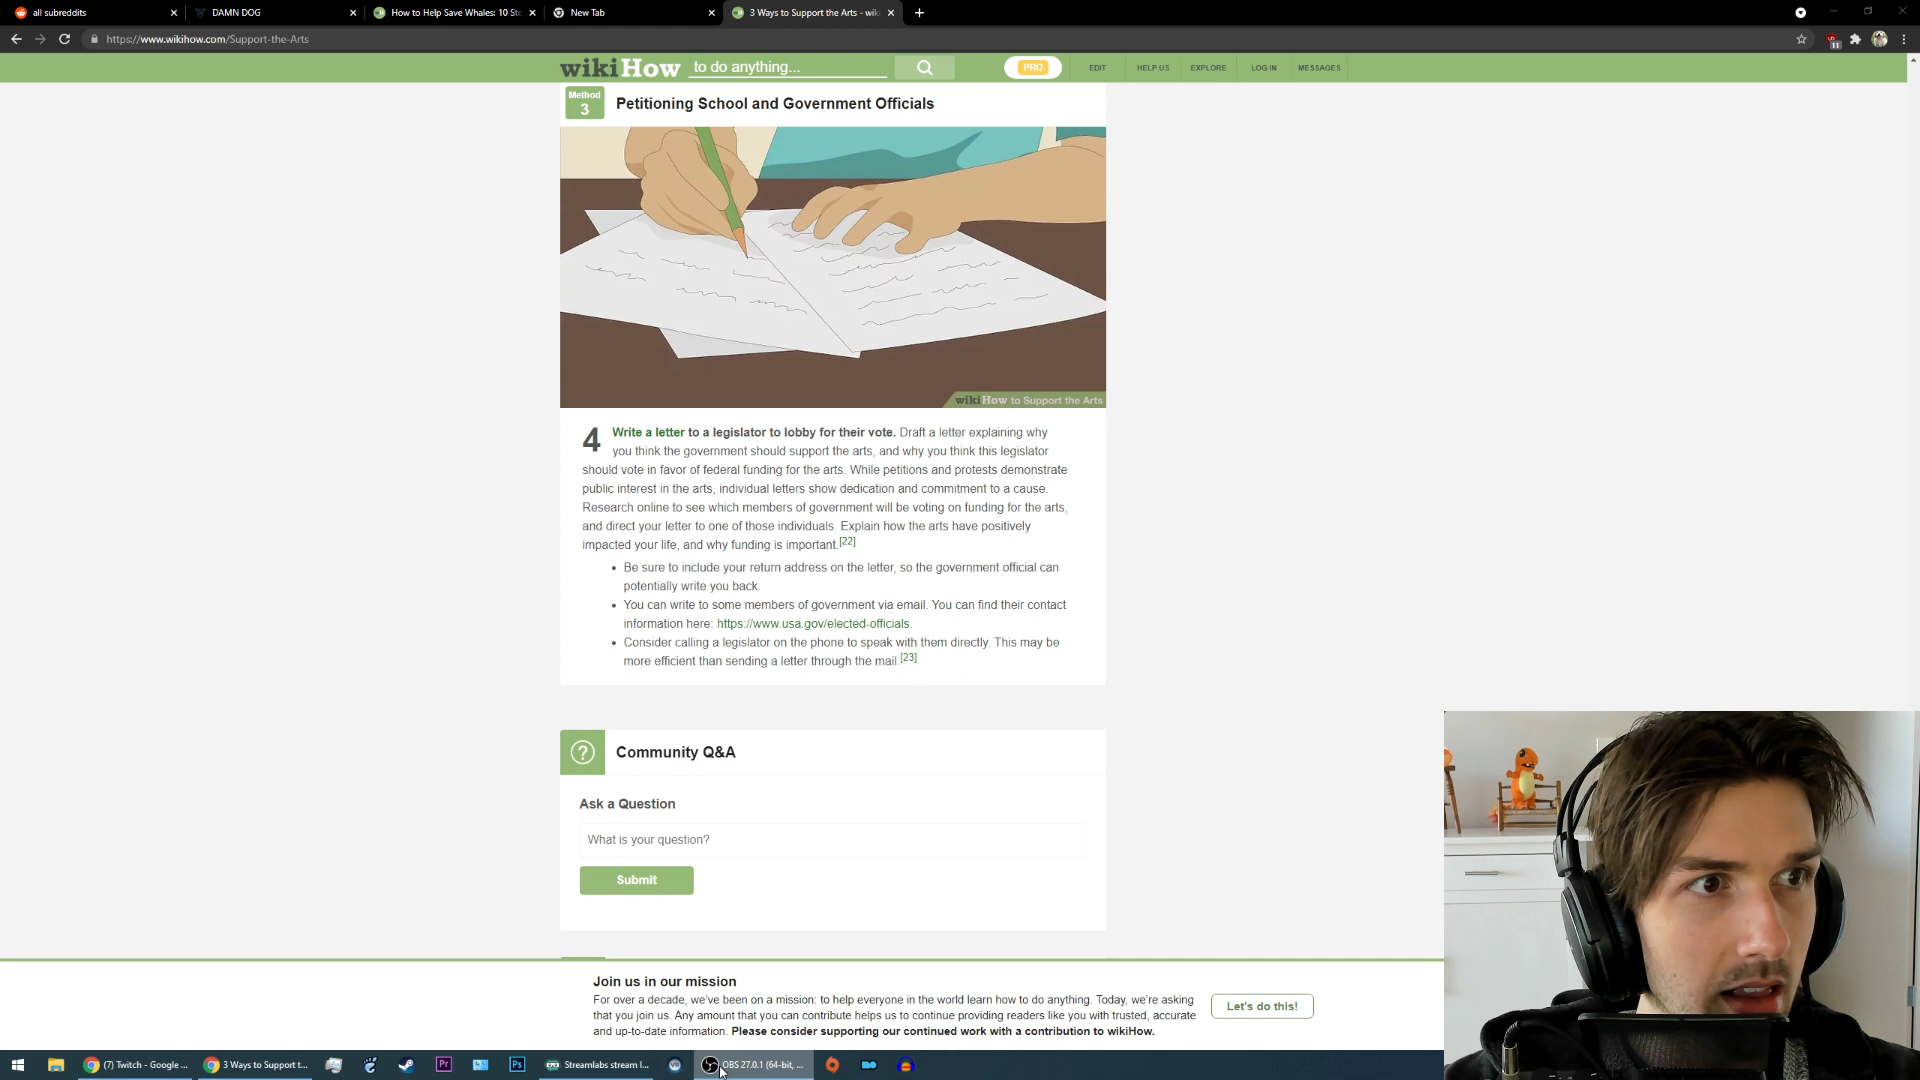 all subreddits
DAMN DOG
How to Help Save Whales: 10 Ste
New Tab
3 Ways to Support the Arts - wiki
https://www.wikihow.com/Support-the-Arts
11
wikiHow to do anything...
PRO
EDIT
HELP US
EXPLORE
LOG IN
MESSAGES
Method
3
Petitioning School and Government Officials
wikiHow to Support the Arts
4 Write a letter to a legislator to lobby for their vote. Draft a letter explaining why
you think the government should support the arts, and why you think this legislator
should vote in favor of federal funding for the arts. While petitions and protests demonstrate
public interest in the arts, individual letters show dedication and commitment to a cause.
Research online to see which members of government will be voting on funding for the arts,
and direct your letter to one of those individuals. Explain how the arts have positively
impacted your life, and why funding is important.[22]
• Be sure to include your return address on the letter, so the government official can
potentially write you back.
• You can write to some members of government via email. You can find their contact
information here: https://www.usa.gov/elected-officials.
• Consider calling a legislator on the phone to speak with them directly. This may be
more efficient than sending a letter through the mail.[23]
? Community Q&A
Ask a Question
What is your question?
Submit
Join us in our mission
For over a decade, we've been on a mission: to help everyone in the world learn how to do anything. Today, we're asking
that you join us. Any amount that you can contribute helps us to continue providing readers like you with trusted, accurate
and up-to-date information. Please consider supporting our continued work with a contribution to wikiHow.
Let's do this!
(7) Twitch - Google ...
3 Ways to Support t...
Pr
Ps
Streamlabs stream l...
OBS 27.0.1 (64-bit, ...